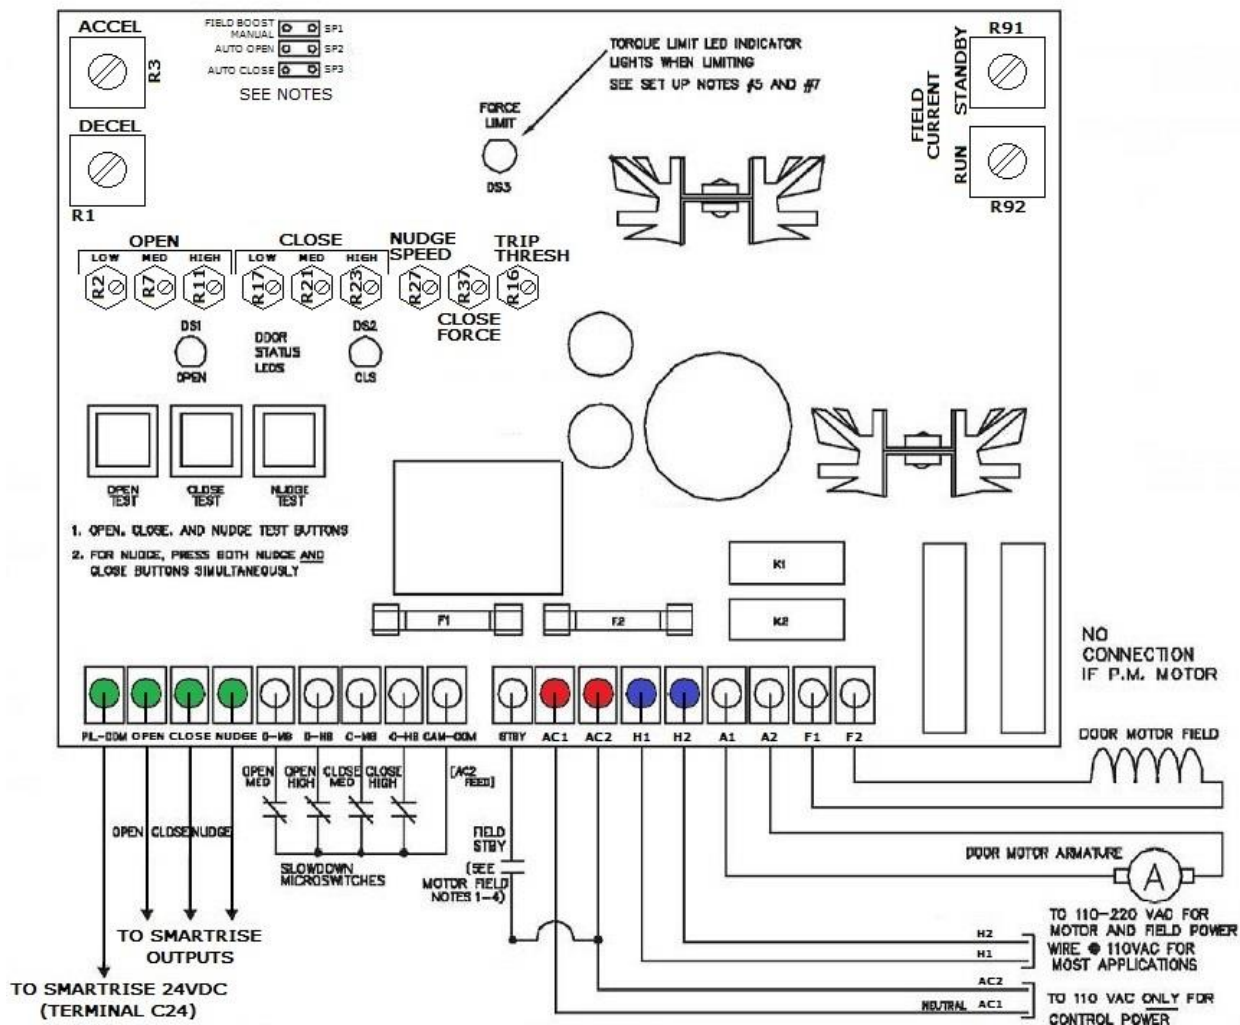 ACCEL
R3
FIELD BOOST
MANUAL
SP1
AUTO OPEN
SP2
AUTO CLOSE
SP3
SEE NOTES
DECEL
R1
TORQUE LIMIT LED INDICATOR
LIGHTS WHEN LIMITING
SEE SET UP NOTES #5 AND #7
FORCE
LIMIT
DS3
R91
STANDBY
FIELD
CURRENT
RUN
R92
OPEN
LOW MED HIGH
R2 R7 R11
CLOSE
LOW MED HIGH
R17 R21 R23
NUDGE
SPEED
R27
R37
CLOSE
FORCE
TRIP
THRESH
R16
DS1
OPEN
DOOR
STATUS
LEDS
DS2
CLS
OPEN
TEST
CLOSE
TEST
NUDGE
TEST
1. OPEN, CLOSE, AND NUDGE TEST BUTTONS
2. FOR NUDGE, PRESS BOTH NUDGE AND
CLOSE BUTTONS SIMULTANEOUSLY
K1
K2
F1
F2
NO
CONNECTION
IF P.M. MOTOR
PL-COM OPEN CLOSE NUDGE O-MB O-HB C-MB C-HB CAM-COM STBY AC1 AC2 H1 H2 A1 A2 F1 F2
DOOR MOTOR FIELD
OPEN
MED
OPEN
HIGH
CLOSE
MED
CLOSE
HIGH
[AC2
FEED]
OPEN CLOSE NUDGE
SLOWDOWN
MICROSWITCHES
FIELD
STBY
(SEE
MOTOR FIELD
NOTES 1-4)
DOOR MOTOR ARMATURE
A
TO SMARTRISE
OUTPUTS
TO SMARTRISE 24VDC
(TERMINAL C24)
H2
H1
TO 110-220 VAC FOR
MOTOR AND FIELD POWER
WIRE @ 110VAC FOR
MOST APPLICATIONS
AC2
NEUTRAL AC1
TO 110 VAC ONLY FOR
CONTROL POWER